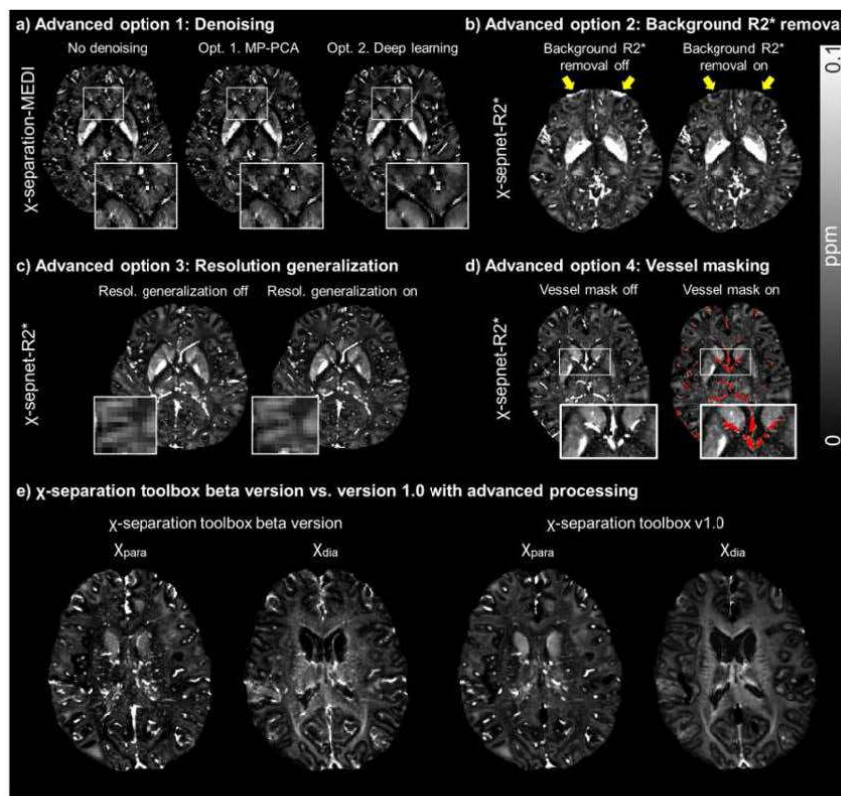 a) Advanced option 1: Denoising
No denoising
Opt. 1. MP-PCA
Opt. 2. Deep learning
χ-separation-MEDI
b) Advanced option 2: Background R2* removal
Background R2*
removal off
Background R2*
removal on
χ-sepnet-R2*
0.1
ppm
0
c) Advanced option 3: Resolution generalization
Resol. generalization off
Resol. generalization on
χ-sepnet-R2*
d) Advanced option 4: Vessel masking
Vessel mask off
Vessel mask on
χ-sepnet-R2*
e) χ-separation toolbox beta version vs. version 1.0 with advanced processing
χ-separation toolbox beta version
χ-separation toolbox v1.0
χpara
χdia
χpara
χdia